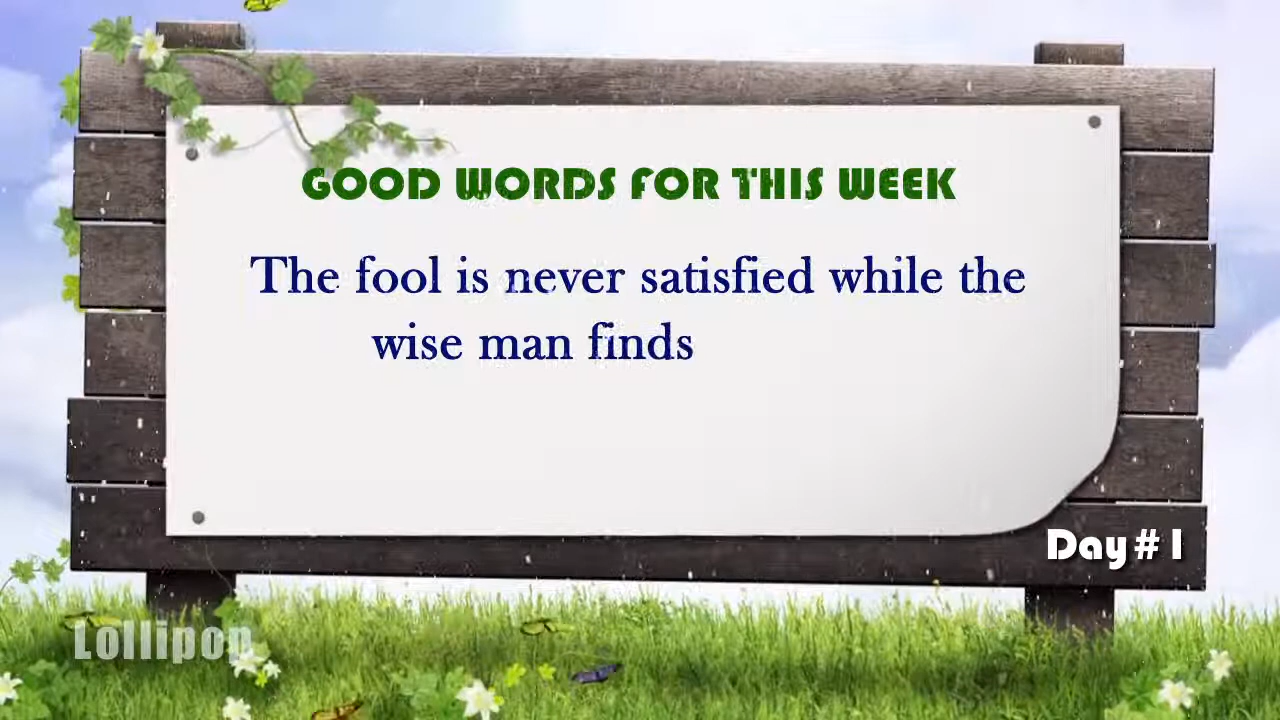 GOOD WORDS FOR THIS WEEK
The fool is never satisfied while the
wise man finds
Day # 1
Lollipop